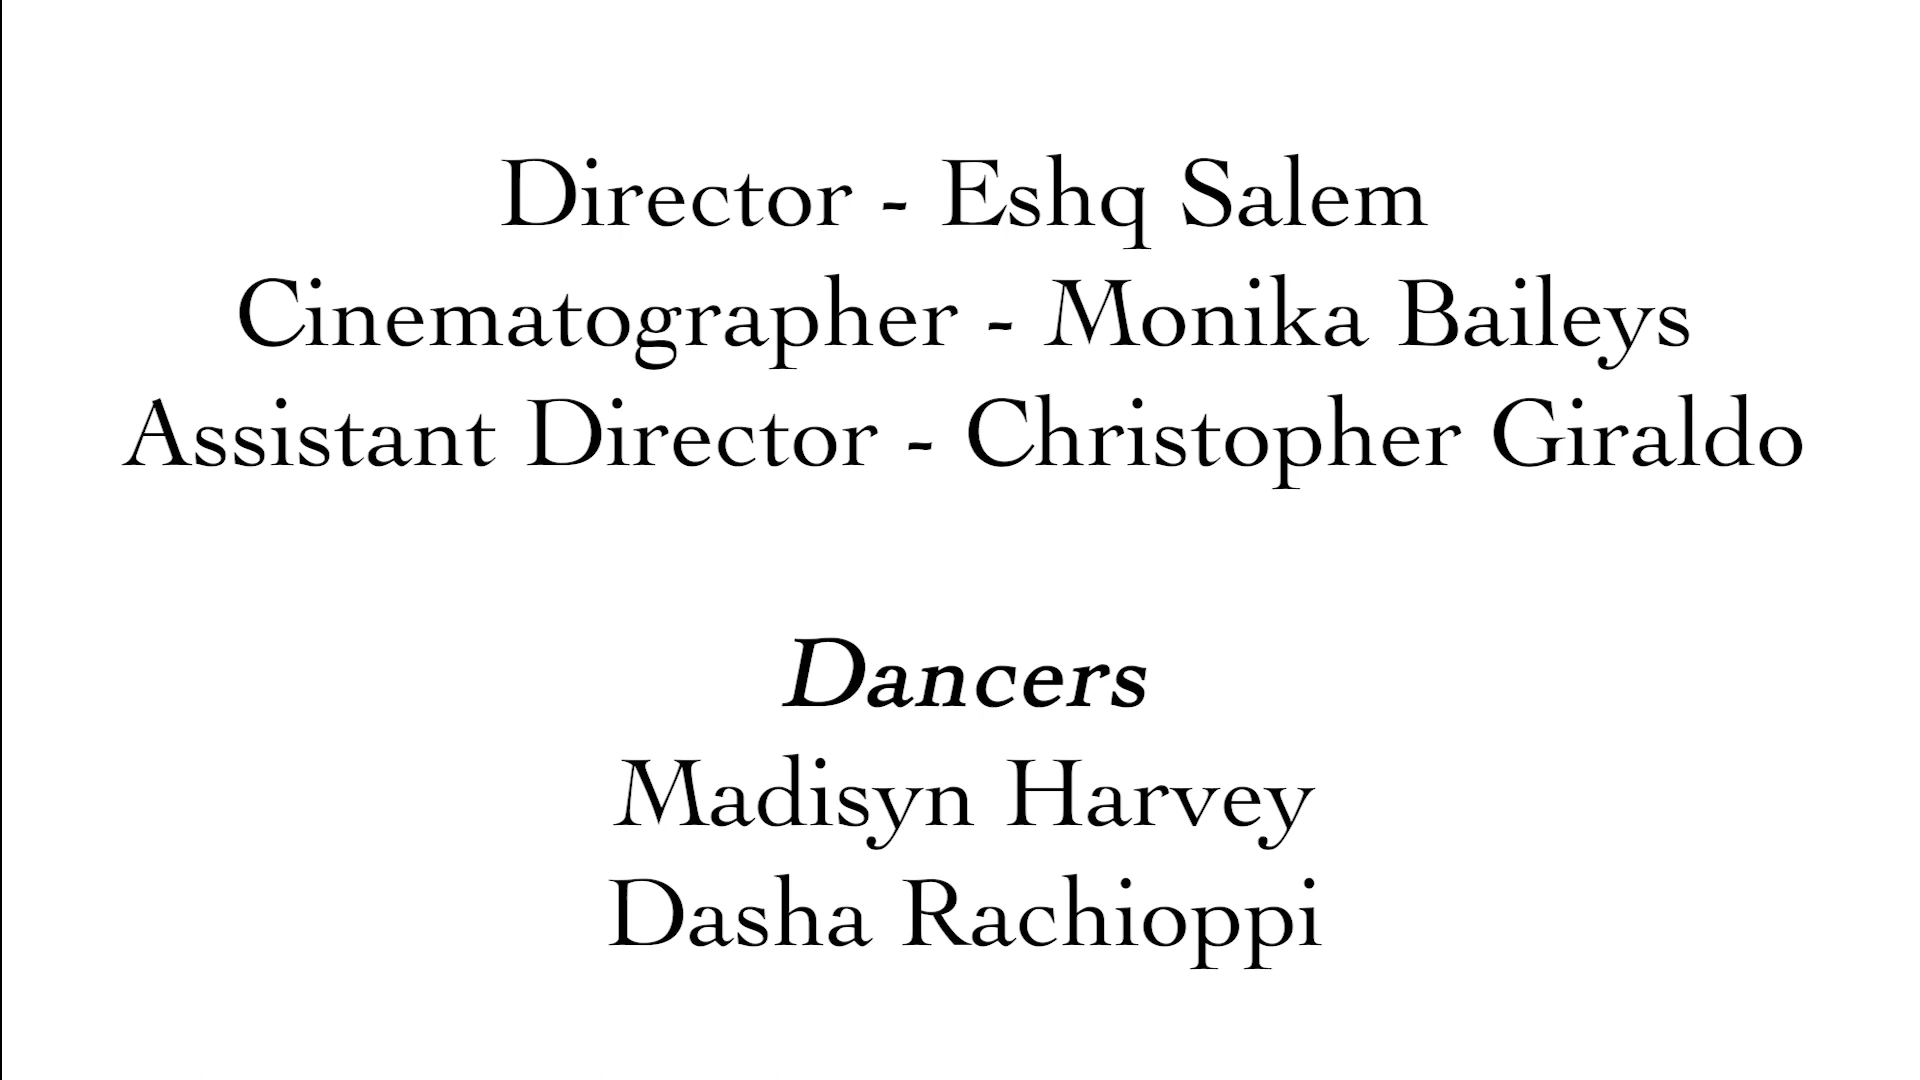 Director - Eshq Salem
Cinematographer - Monika Baileys
Assistant Director - Christopher Giraldo
Dancers
Madisyn Harvey
Dasha Rachioppi